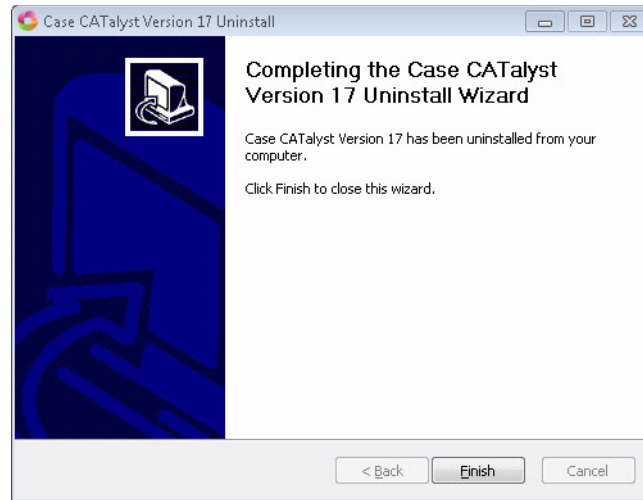 Case CATalyst Version 17 Uninstall
Completing the Case CATalyst
Version 17 Uninstall Wizard
Case CATalyst Version 17 has been uninstalled from your
computer.
Click Finish to close this wizard.
< Back
Finish
Cancel